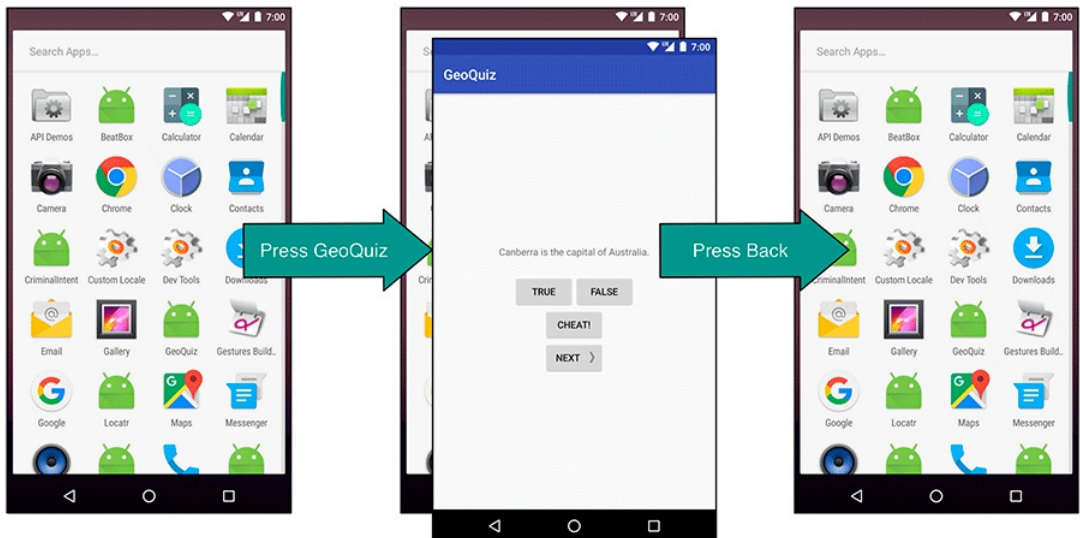 7:00
Search Apps...
API Demos BeatBox Calculator Calendar
Camera Chrome Clock Contacts
CriminalIntent Custom Locale Dev Tools Downloads
Email Gallery GeoQuiz Gestures Build..
Google Locatr Maps Messenger
Press GeoQuiz
7:00
7:00
GeoQuiz
Canberra is the capital of Australia.
TRUE FALSE
CHEAT!
NEXT
Press Back
7:00
Search Apps...
API Demos BeatBox Calculator Calendar
Camera Chrome Clock Contacts
CriminalIntent Custom Locale Dev Tools Downloads
Email Gallery GeoQuiz Gestures Build..
Google Locatr Maps Messenger